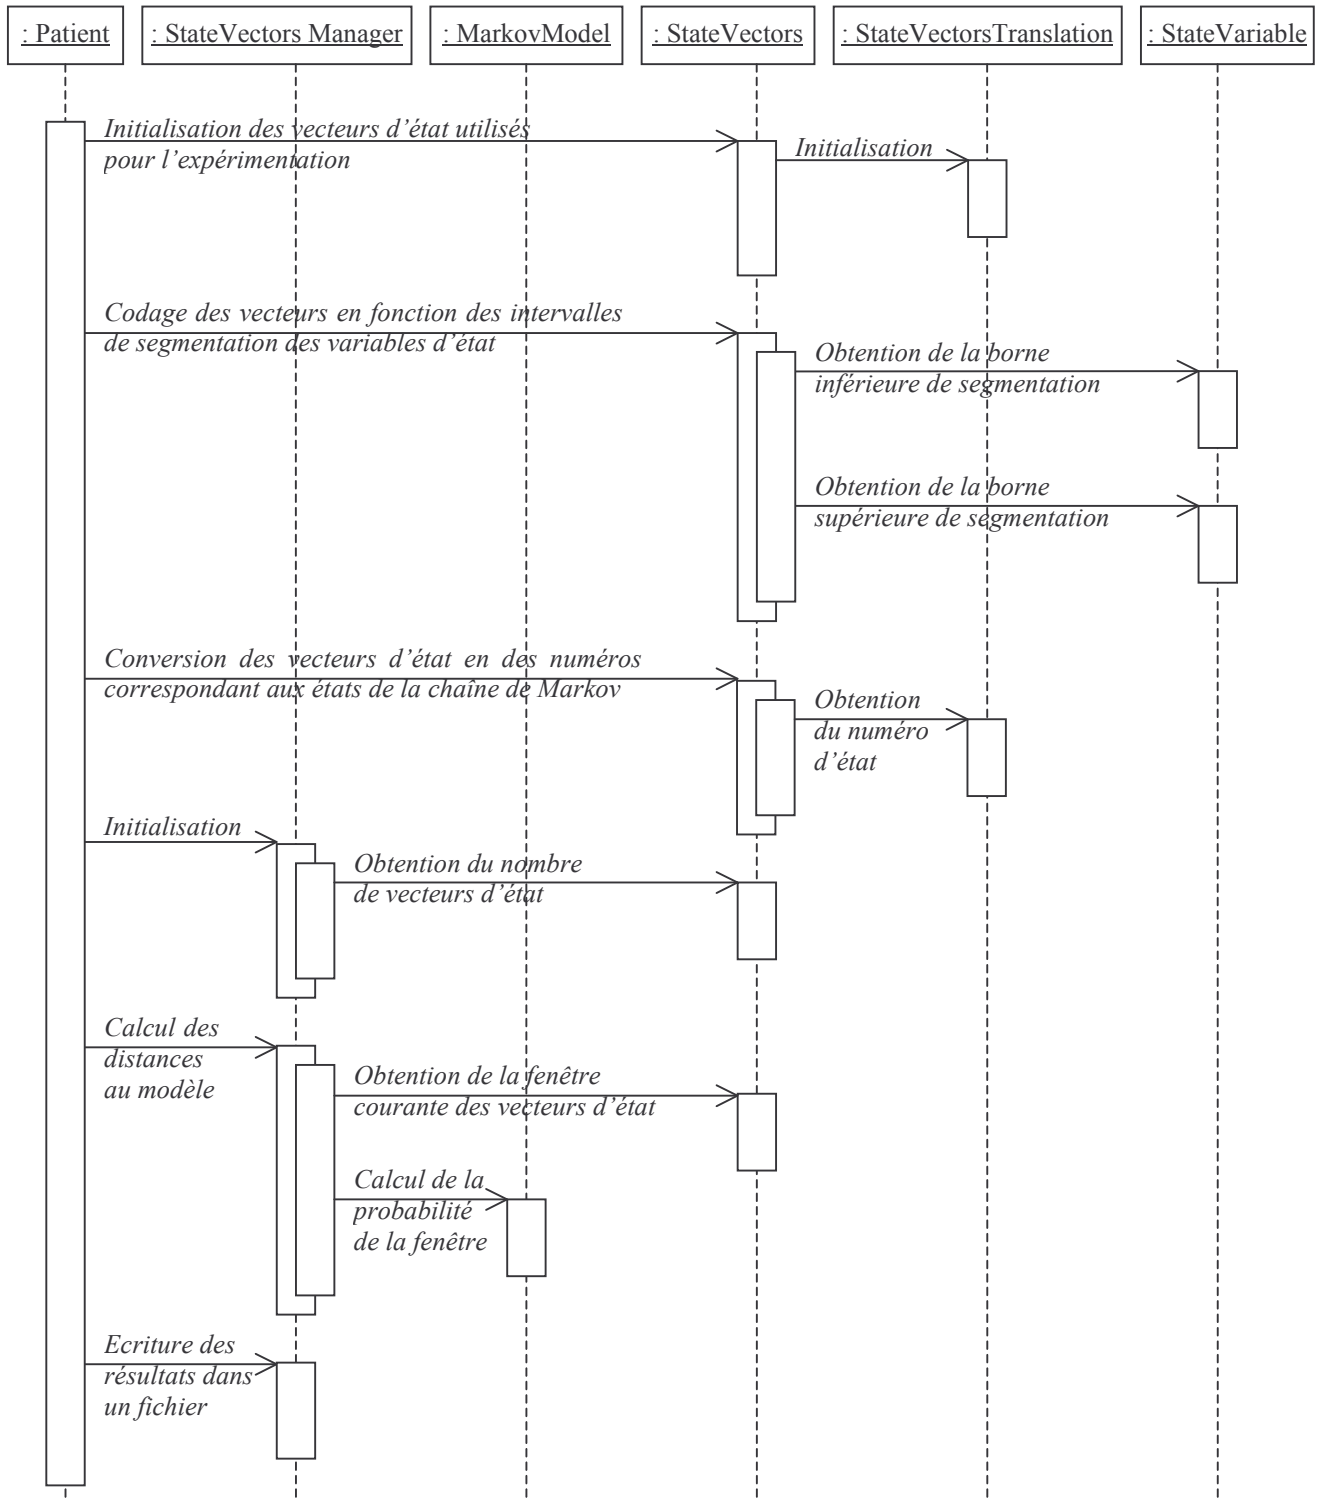 : Patient
: StateVectors Manager
: MarkovModel
: StateVectors
: StateVectorsTranslation
: StateVariable
Initialisation des vecteurs d’état utilisés
pour l’expérimentation
Initialisation
Codage des vecteurs en fonction des intervalles
de segmentation des variables d’état
Obtention de la borne
inférieure de segmentation
Obtention de la borne
supérieure de segmentation
Conversion des vecteurs d’état en des numéros
correspondant aux états de la chaîne de Markov
Obtention
du numéro
d’état
Initialisation
Obtention du nombre
de vecteurs d’état
Calcul des
distances
au modèle
Obtention de la fenêtre
courante des vecteurs d’état
Calcul de la
probabilité
de la fenêtre
Ecriture des
résultats dans
un fichier